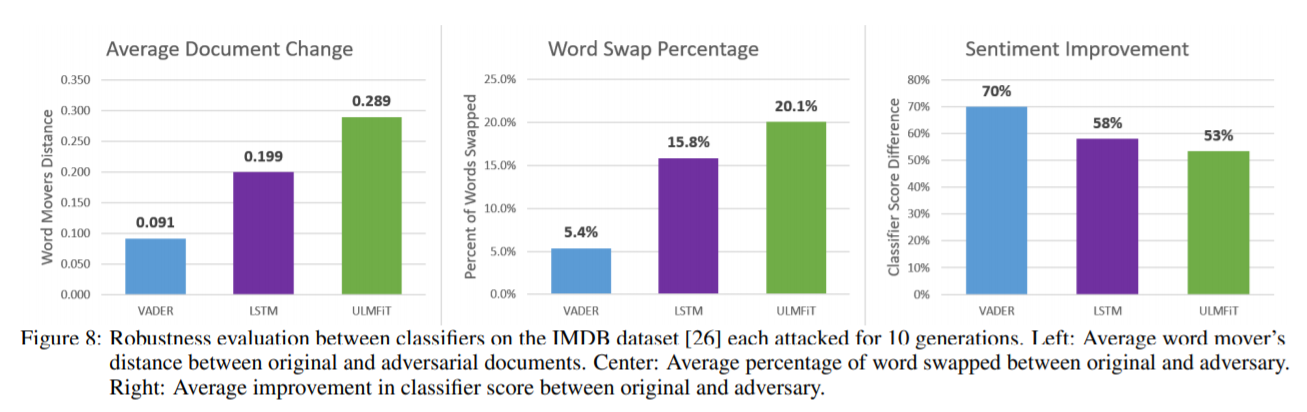 Average Document Change
Word Movers Distance
0.350
0.300
0.250
0.200
0.150
0.100
0.050
0.000
0.091
0.199
0.289
VADER
LSTM
ULMFiT
Word Swap Percentage
Percent of Words Swapped
25.0%
20.0%
15.0%
10.0%
5.0%
0.0%
5.4%
15.8%
20.1%
VADER
LSTM
ULMFiT
Sentiment Improvement
Classifier Score Difference
80%
70%
60%
50%
40%
30%
20%
10%
0%
70%
58%
53%
VADER
LSTM
ULMFiT
Figure 8: Robustness evaluation between classifiers on the IMDB dataset [26] each attacked for 10 generations. Left: Average word mover's
distance between original and adversarial documents. Center: Average percentage of word swapped between original and adversary.
Right: Average improvement in classifier score between original and adversary.